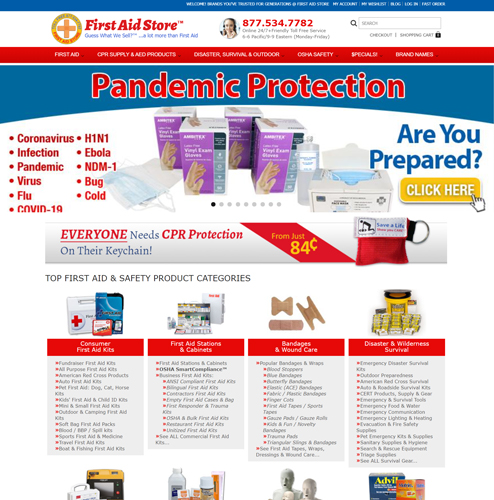 WELCOME! BRANDS YOU'VE TRUSTED FOR GENERATIONS @ FIRST AID STORE MY ACCOUNT | MY WISHLIST | BLOG | LOG IN | FAST ORDER
First Aid Store™
Guess What We Sell?™ ...a lot more than First Aid
877.534.7782
Online 24/7+Friendly Toll Free Service
6-6 Pacific/9-9 Eastern (Monday-Friday)
SEARCH
CHECKOUT | SHOPPING CART
FIRST AID CPR SUPPLY & AED PRODUCTS DISASTER, SURVIVAL & OUTDOOR OSHA SAFETY $PECIALS! BRAND NAMES
Pandemic Protection
• Coronavirus • H1N1
• Infection • Ebola
• Pandemic • NDM-1
• Virus • Bug
• Flu • Cold
• COVID-19
AMBITEX
Vinyl Exam
Gloves
Are You
Prepared?
CLICK HERE
EVERYONE Needs CPR Protection
On Their Keychain!
From Just
84¢
Save a Life
TOP FIRST AID & SAFETY PRODUCT CATEGORIES
Consumer
First Aid Kits
Fundraiser First Aid Kits
All Purpose First Aid Kits
American Red Cross Products
Auto First Aid Kits
Pet First Aid: Dog, Cat, Horse
Kits
Kids' First Aid & Child ID Kits
Mini & Small First Aid Kits
Outdoor & Camping First Aid
Kits
Soft Bag First Aid Packs
Blood / BBP / Spill kits
Sports First Aid & Medicine
Travel First Aid Kits
Boat & Fishing First Aid Kits
First Aid Stations
& Cabinets
First Aid Stations & Cabinets
OSHA SmartCompliance™
Business First Aid Kits:
ANSI Compliant First Aid Kits
Bilingual First Aid Kits
Contractors First Aid Kits
Empty First Aid Cases & Bag
First Responder & Trauma
Kits
OSHA & Bulk First Aid Kits
Restaurant First Aid Kits
Unitized First Aid Kits
See ALL Commercial First Aid
Kits...
Bandages
& Wound Care
Popular Bandages & Wraps
Blood Stoppers
Blue Bandages
Butterfly Bandages
Elastic (ACE) Bandages
Fabric / Plastic Bandages
Finger Cots
First Aid Tapes / Sports
Tapes
Gauze Pads / Gauze Rolls
Kids & Fun / Novelty
Bandages
Trauma Pads
Triangular Slings & Bandages
See First Aid Tapes, Wraps,
Dressings & Wound Care...
Disaster & Wilderness
Survival
Emergency Disaster Survival
Kits
Outdoor Preparedness
American Red Cross Survival
Auto & Roadside Survival Kits
CERT Products, Supply & Gear
Emergency & Survival Tools
Emergency Food & Water
Emergency Communication
Emergency Lighting & Heating
Evacuation & Fire Safety
Supplies
Pet Emergency Kits & Supplies
Sanitary Supplies & Hygiene
Search & Rescue Equipment
Triage Supplies
See ALL Survival Gear...
Advil